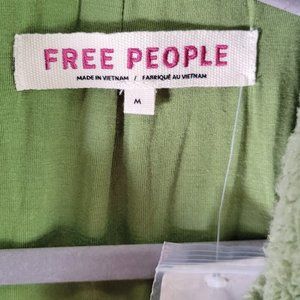 FREE PEOPLE
MADE IN VIETNAM / FABRIQUÉ AU VIETNAM
M